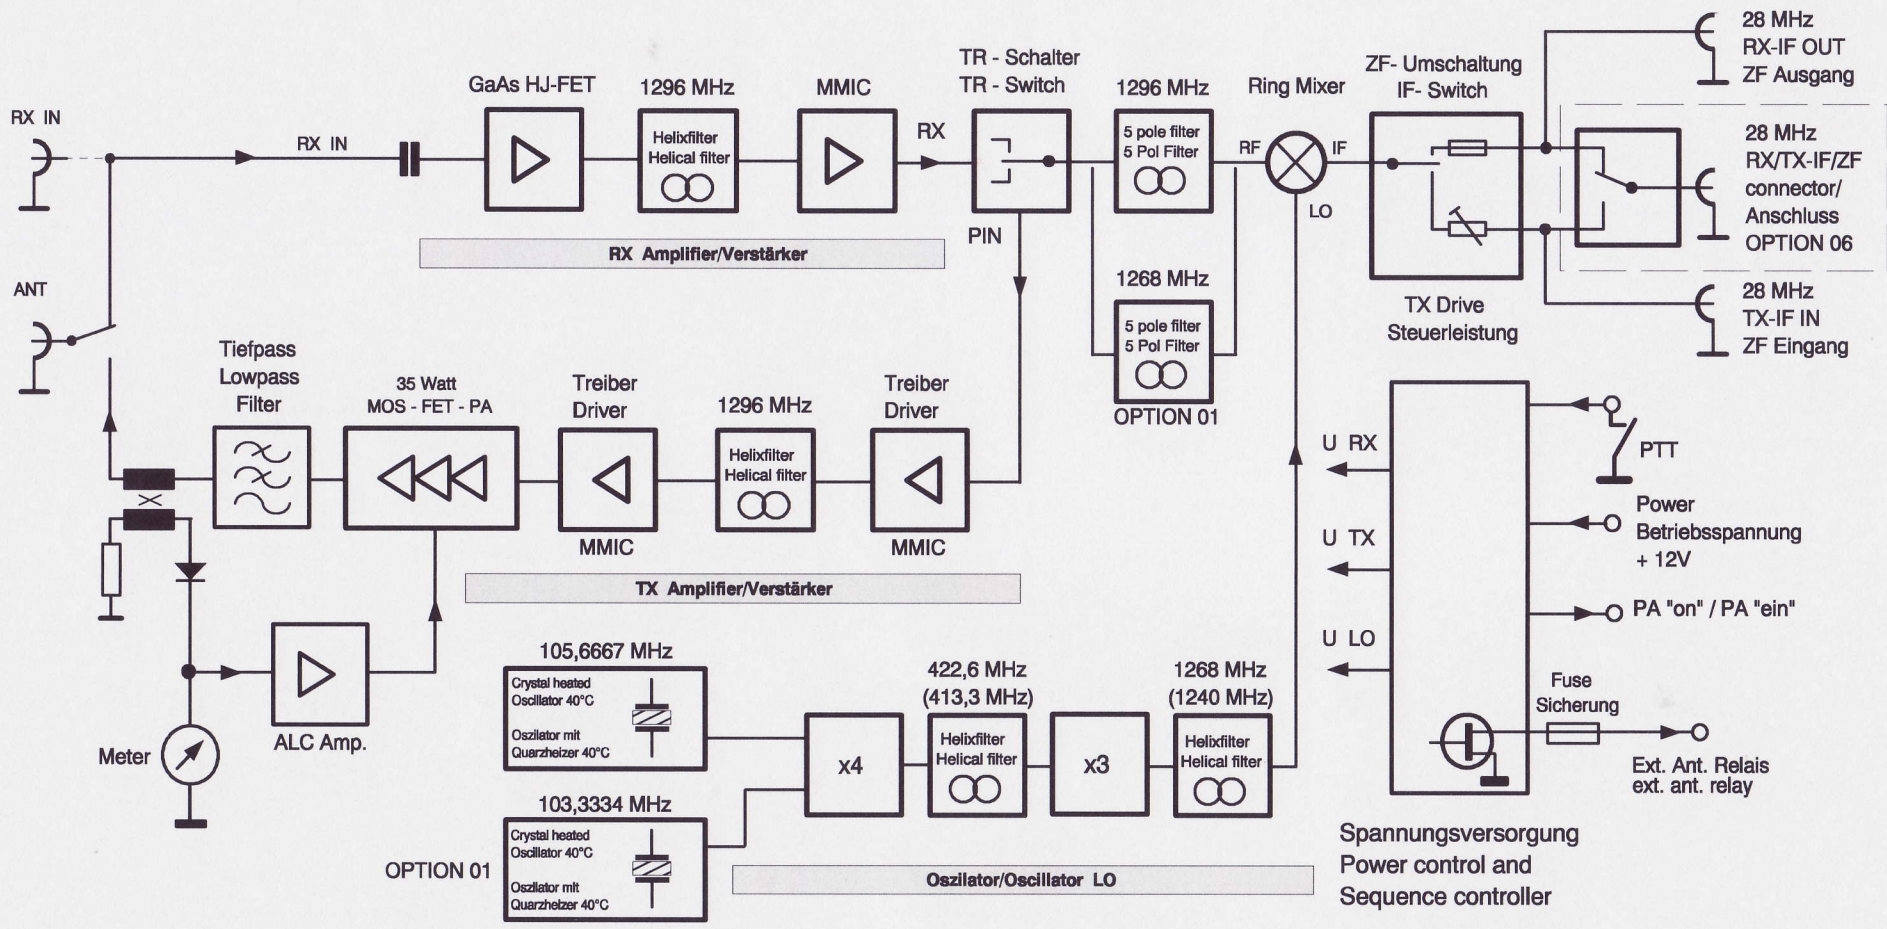 RX IN
RX IN
GaAs HJ-FET
1296 MHz
Helixfilter
Helical filter
MMIC
RX
TR - Schalter
TR - Switch
PIN
1296 MHz
5 pole filter
5 Pol Filter
RF
Ring Mixer
IF
LO
ZF- Umschaltung
IF- Switch
TX Drive
Steuerleistung
28 MHz
RX-IF OUT
ZF Ausgang
28 MHz
RX/TX-IF/ZF
connector/
Anschluss
OPTION 06
28 MHz
TX-IF IN
ZF Eingang
RX Amplifier/Verstärker
1268 MHz
5 pole filter
5 Pol Filter
OPTION 01
ANT
Tiefpass
Lowpass
Filter
35 Watt
MOS - FET - PA
Treiber
Driver
MMIC
1296 MHz
Helixfilter
Helical filter
Treiber
Driver
MMIC
TX Amplifier/Verstärker
ALC Amp.
Meter
105,6667 MHz
Crystal heated
Oscillator 40°C
Oszilator mit
Quarzheizer 40°C
103,3334 MHz
Crystal heated
Oscillator 40°C
Oszilator mit
Quarzheizer 40°C
OPTION 01
x4
422,6 MHz
(413,3 MHz)
Helixfilter
Helical filter
x3
1268 MHz
(1240 MHz)
Helixfilter
Helical filter
Oszilator/Oscillator LO
U RX
U TX
U LO
PTT
Power
Betriebsspannung
+ 12V
PA "on" / PA "ein"
Fuse
Sicherung
Ext. Ant. Relais
ext. ant. relay
Spannungsversorgung
Power control and
Sequence controller